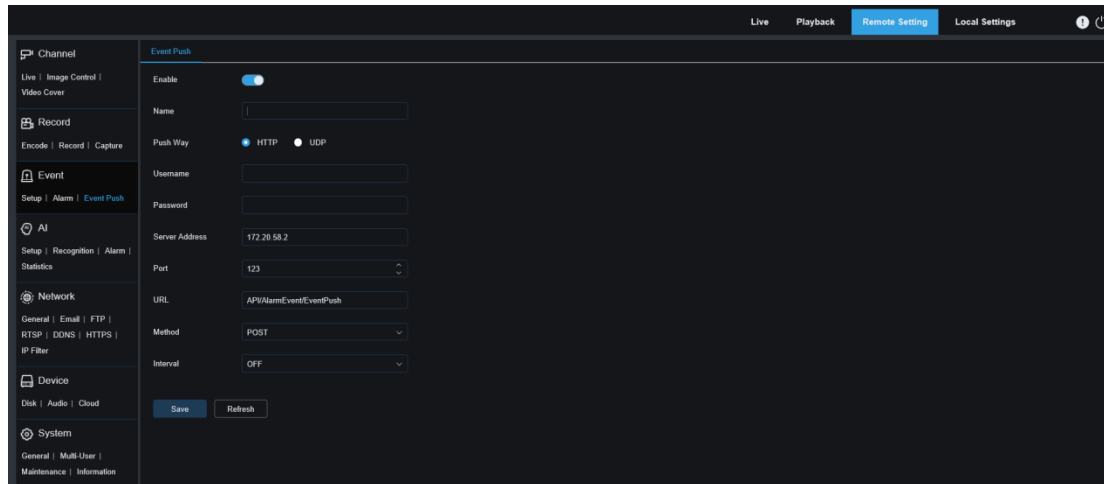 Live Playback Remote Setting Local Settings
Channel
Live | Image Control |
Video Cover
Record
Encode | Record | Capture
Event
Setup | Alarm | Event Push
AI
Setup | Recognition | Alarm |
Statistics
Network
General | Email | FTP |
RTSP | DDNS | HTTPS |
IP Filter
Device
Disk | Audio | Cloud
System
General | Multi-User |
Maintenance | Information
Event Push
Enable
Name
Push Way HTTP UDP
Username
Password
Server Address 172.20.58.2
Port 123
URL API/AlarmEvent/EventPush
Method POST
Interval OFF
Save Refresh